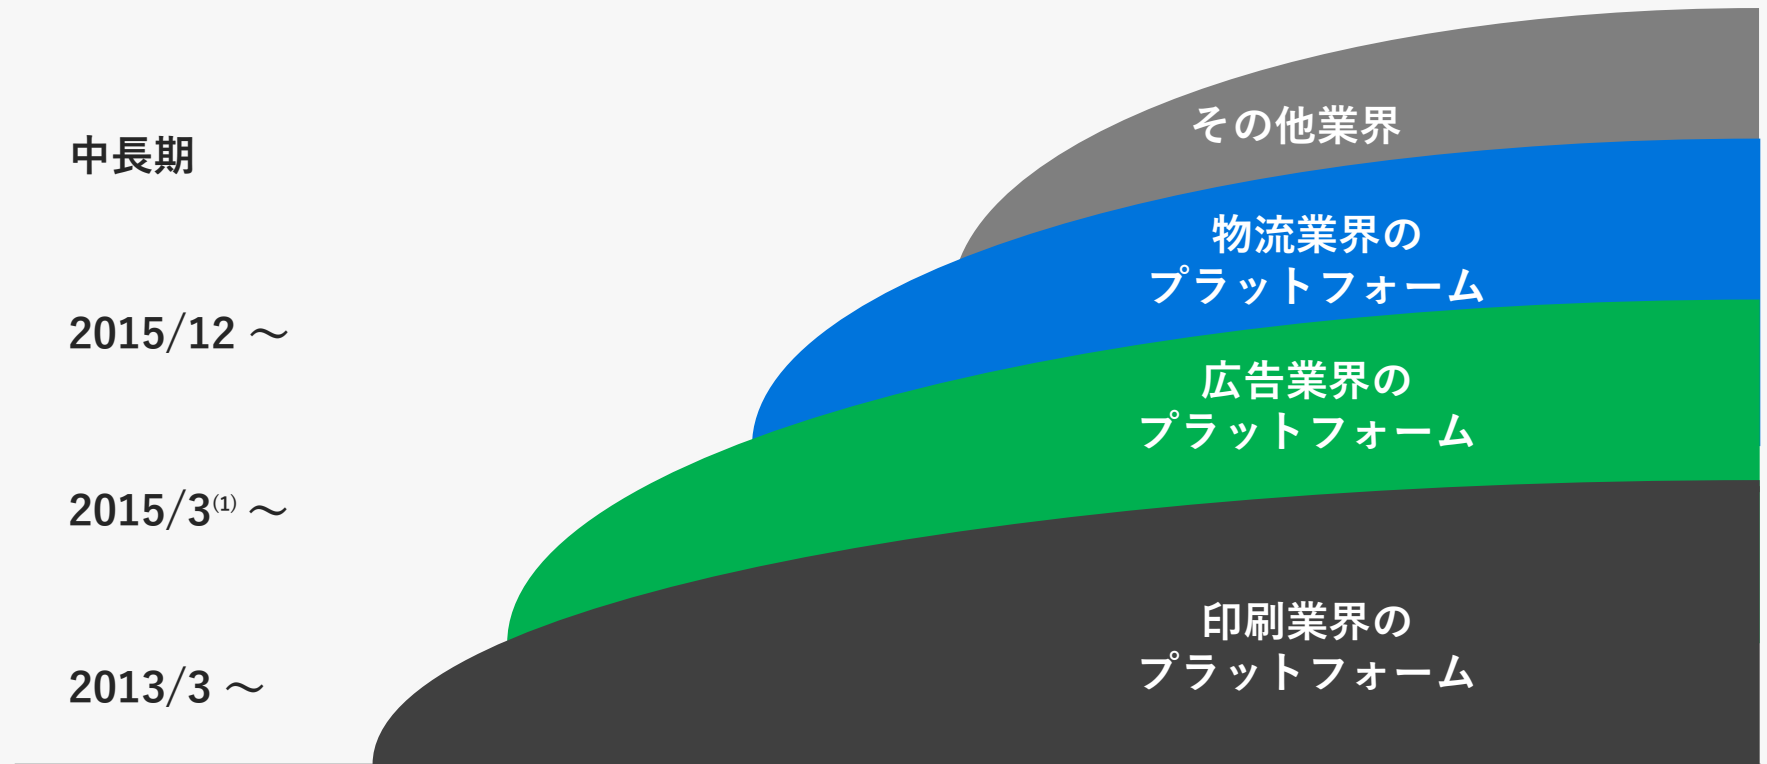 中長期
その他業界
2015/12 ～
物流業界の
プラットフォーム
2015/3(1) ～
広告業界の
プラットフォーム
2013/3 ～
印刷業界の
プラットフォーム